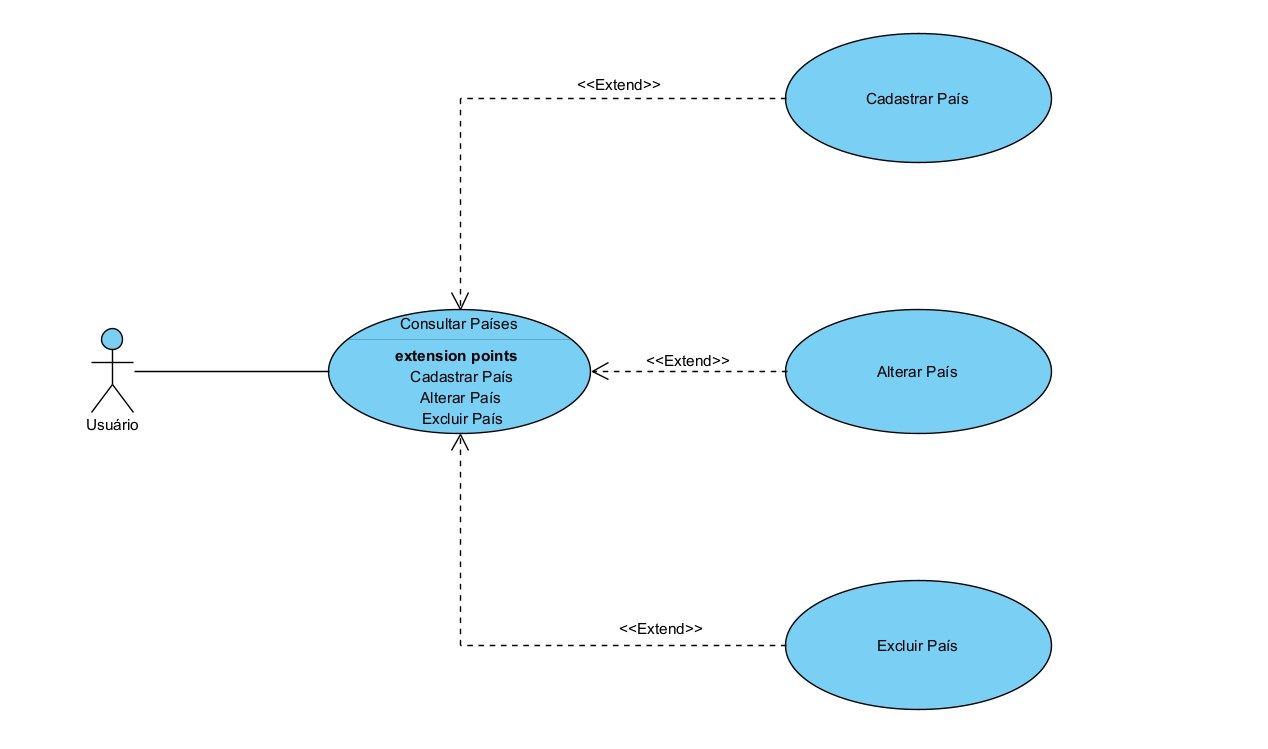 <<Extend>>
Cadastrar País
Consultar Países
extension points
Cadastrar País
Alterar País
Excluir País
<<Extend>>
Alterar País
Usuário
<<Extend>>
Excluir País